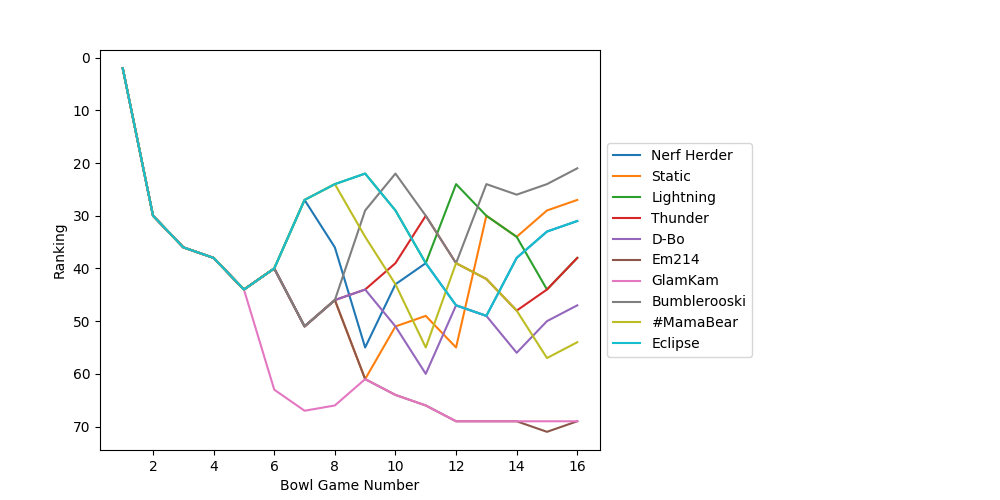 0
10
20
30
40
50
60
70
Ranking
2 4 6 8 10 12 14 16
Bowl Game Number
Nerf Herder
Static
Lightning
Thunder
D-Bo
Em214
GlamKam
Bumblerooski
#MamaBear
Eclipse